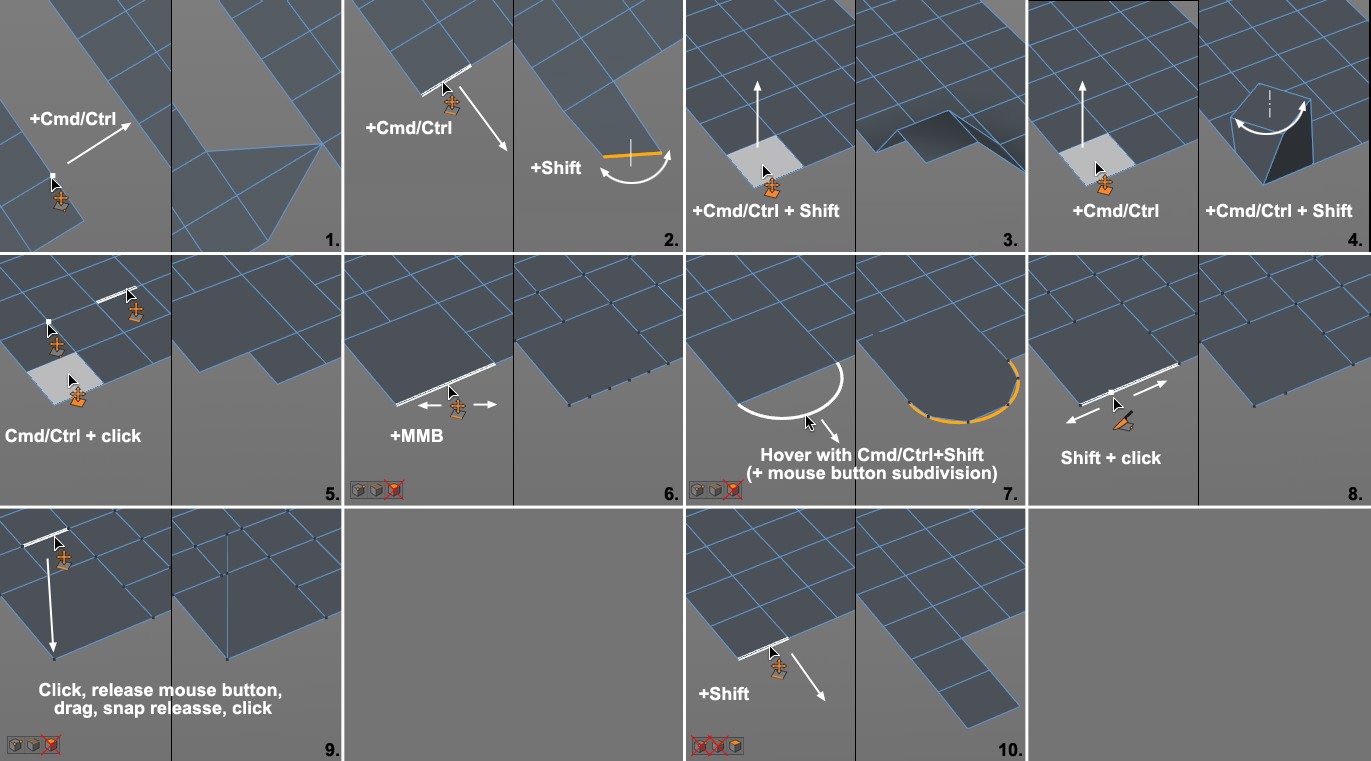 +Cmd/Ctrl
1.
+Cmd/Ctrl
+Shift
2.
+Cmd/Ctrl + Shift
3.
+Cmd/Ctrl
+Cmd/Ctrl + Shift
4.
Cmd/Ctrl + click
5.
+MMB
6.
Hover with Cmd/Ctrl+Shift
(+ mouse button subdivision)
7.
Shift + click
8.
Click, release mouse button,
drag, snap releasse, click
9.
+Shift
10.